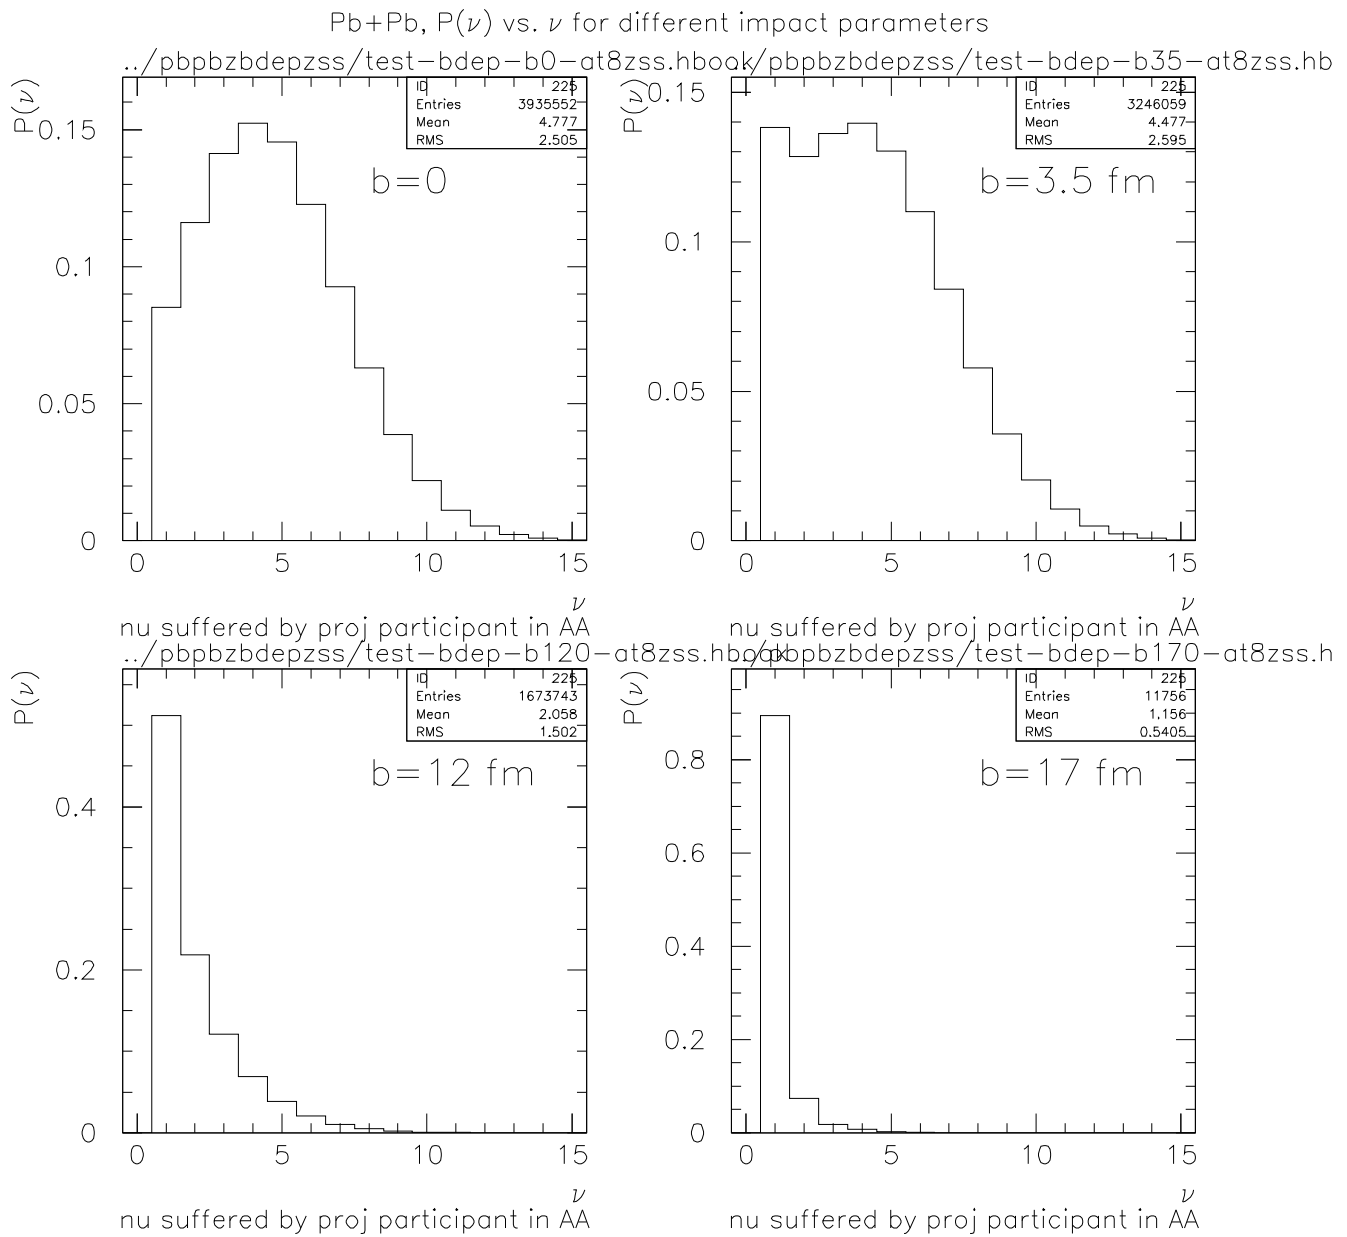 Pb+Pb, P(ν) vs. ν for different impact parameters
../pbpbzbdepzss/test-bdep-b0-at8zss.hbook
P(ν)
ID 225
Entries 3935552
Mean 4.777
RMS 2.505
b=0
0.15
0.1
0.05
0
0 5 10 15
ν
nu suffered by proj participant in AA
../pbpbzbdepzss/test-bdep-b35-at8zss.hb
P(ν)
ID 225
Entries 3246059
Mean 4.477
RMS 2.595
b=3.5 fm
0.15
0.1
0.05
0
0 5 10 15
ν
nu suffered by proj participant in AA
../pbpbzbdepzss/test-bdep-b120-at8zss.hbook
P(ν)
ID 225
Entries 1673743
Mean 2.058
RMS 1.502
b=12 fm
0.4
0.2
0
0 5 10 15
ν
nu suffered by proj participant in AA
../pbpbzbdepzss/test-bdep-b170-at8zss.h
P(ν)
ID 225
Entries 11756
Mean 1.156
RMS 0.5405
b=17 fm
0.8
0.6
0.4
0.2
0
0 5 10 15
ν
nu suffered by proj participant in AA